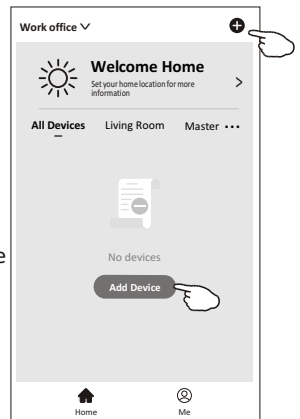 Work office
Welcome Home
Set your home location for more
information
All Devices Living Room Master
No devices
e
Add Device
Home Me